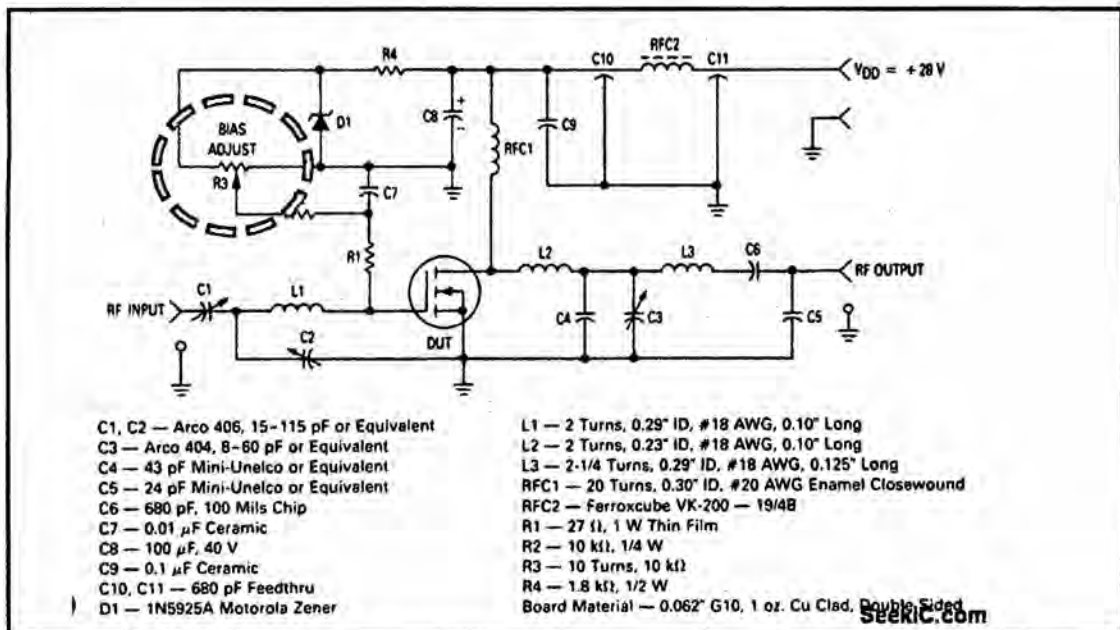 R4
C10
RFC2
C11
VDD = +28 V
BIAS
ADJUST
D1
C8
+
−
RFC1
C9
R3
C7
R1
L2
L3
C6
RF OUTPUT
RF INPUT
C1
L1
C4
C3
C5
C2
DUT
C1, C2 — Arco 406, 15–115 pF or Equivalent
C3 — Arco 404, 8–60 pF or Equivalent
C4 — 43 pF Mini-Unelco or Equivalent
C5 — 24 pF Mini-Unelco or Equivalent
C6 — 680 pF, 100 Mils Chip
C7 — 0.01 μF Ceramic
C8 — 100 μF, 40 V
C9 — 0.1 μF Ceramic
C10, C11 — 680 pF Feedthru
D1 — 1N5925A Motorola Zener
L1 — 2 Turns, 0.29" ID, #18 AWG, 0.10" Long
L2 — 2 Turns, 0.23" ID, #18 AWG, 0.10" Long
L3 — 2-1/4 Turns, 0.29" ID, #18 AWG, 0.125" Long
RFC1 — 20 Turns, 0.30" ID, #20 AWG Enamel Closewound
RFC2 — Ferroxcube VK-200 — 19/4B
R1 — 27 Ω, 1 W Thin Film
R2 — 10 kΩ, 1/4 W
R3 — 10 Turns, 10 kΩ
R4 — 1.8 kΩ, 1/2 W
Board Material — 0.062" G10, 1 oz. Cu Clad, Double Sided
SeekIC.com